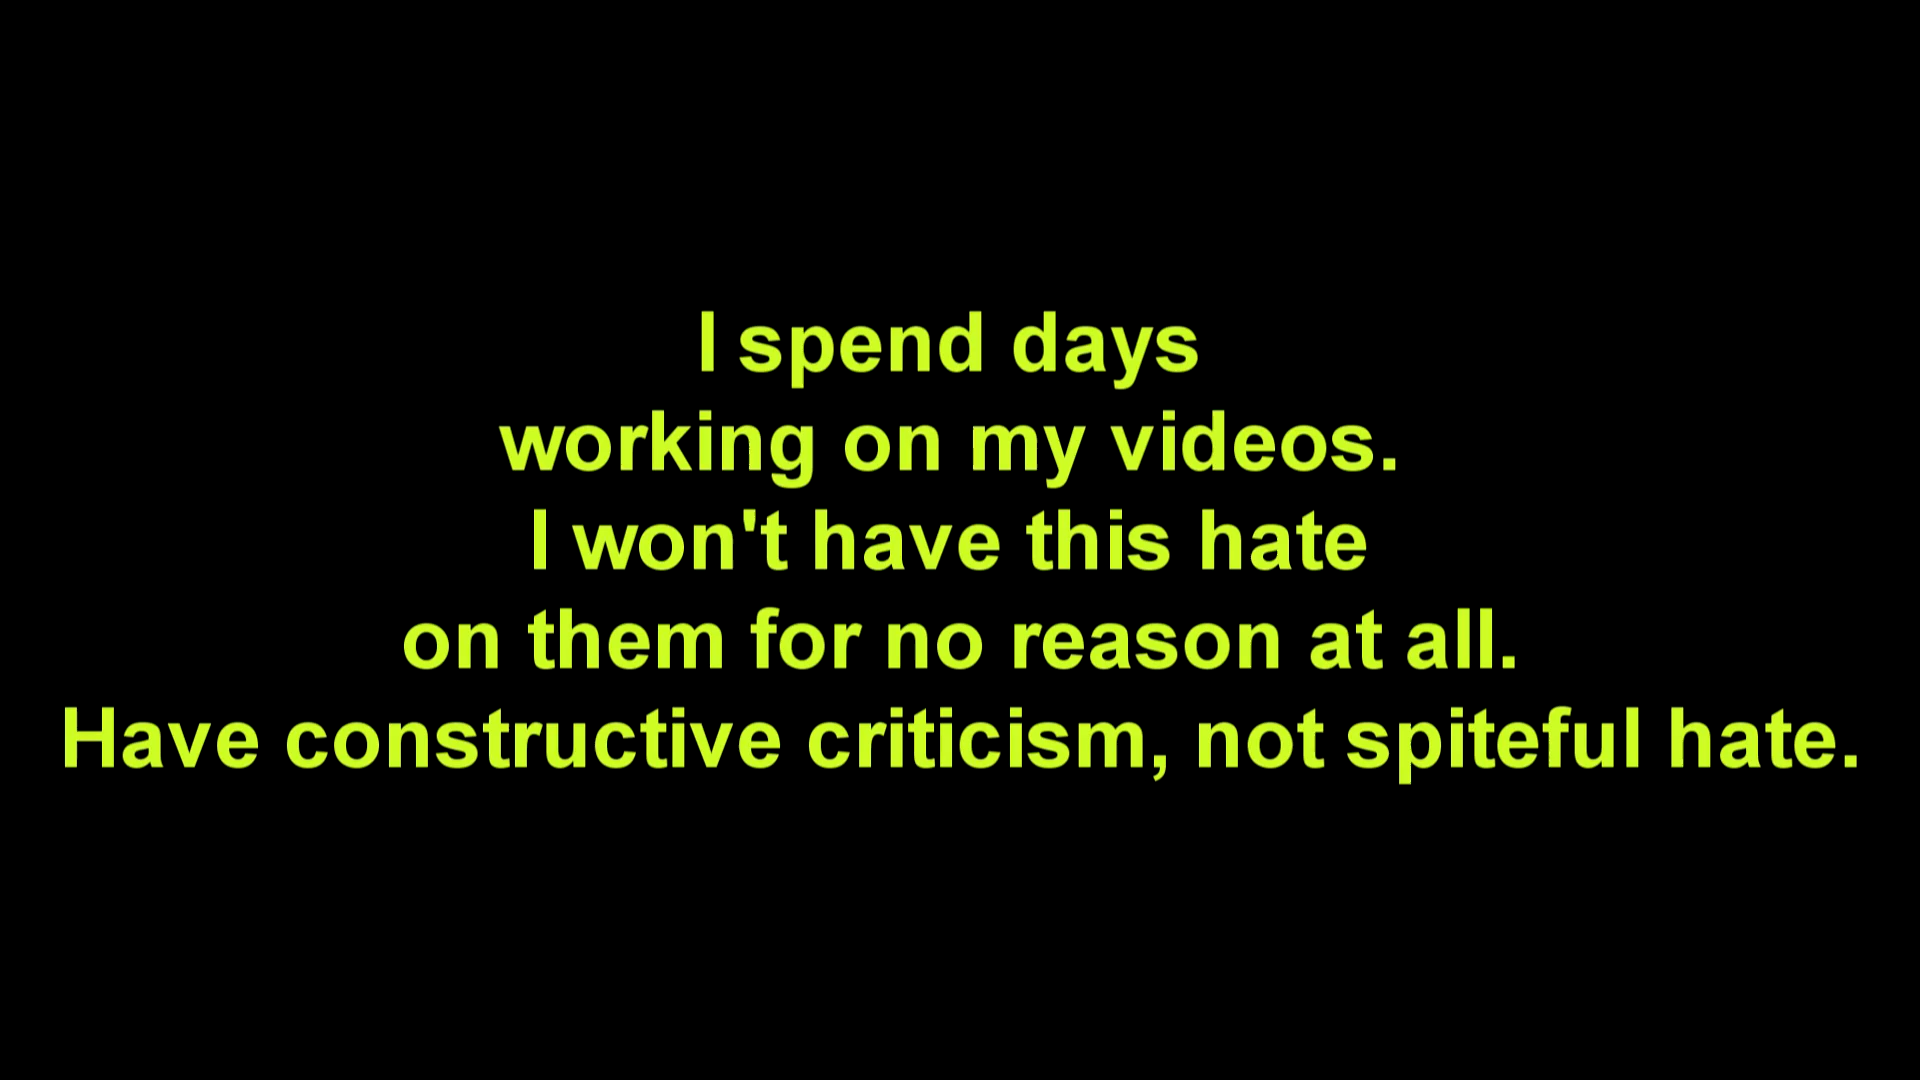 I spend days
working on my videos.
I won't have this hate
on them for no reason at all.
Have constructive criticism, not spiteful hate.